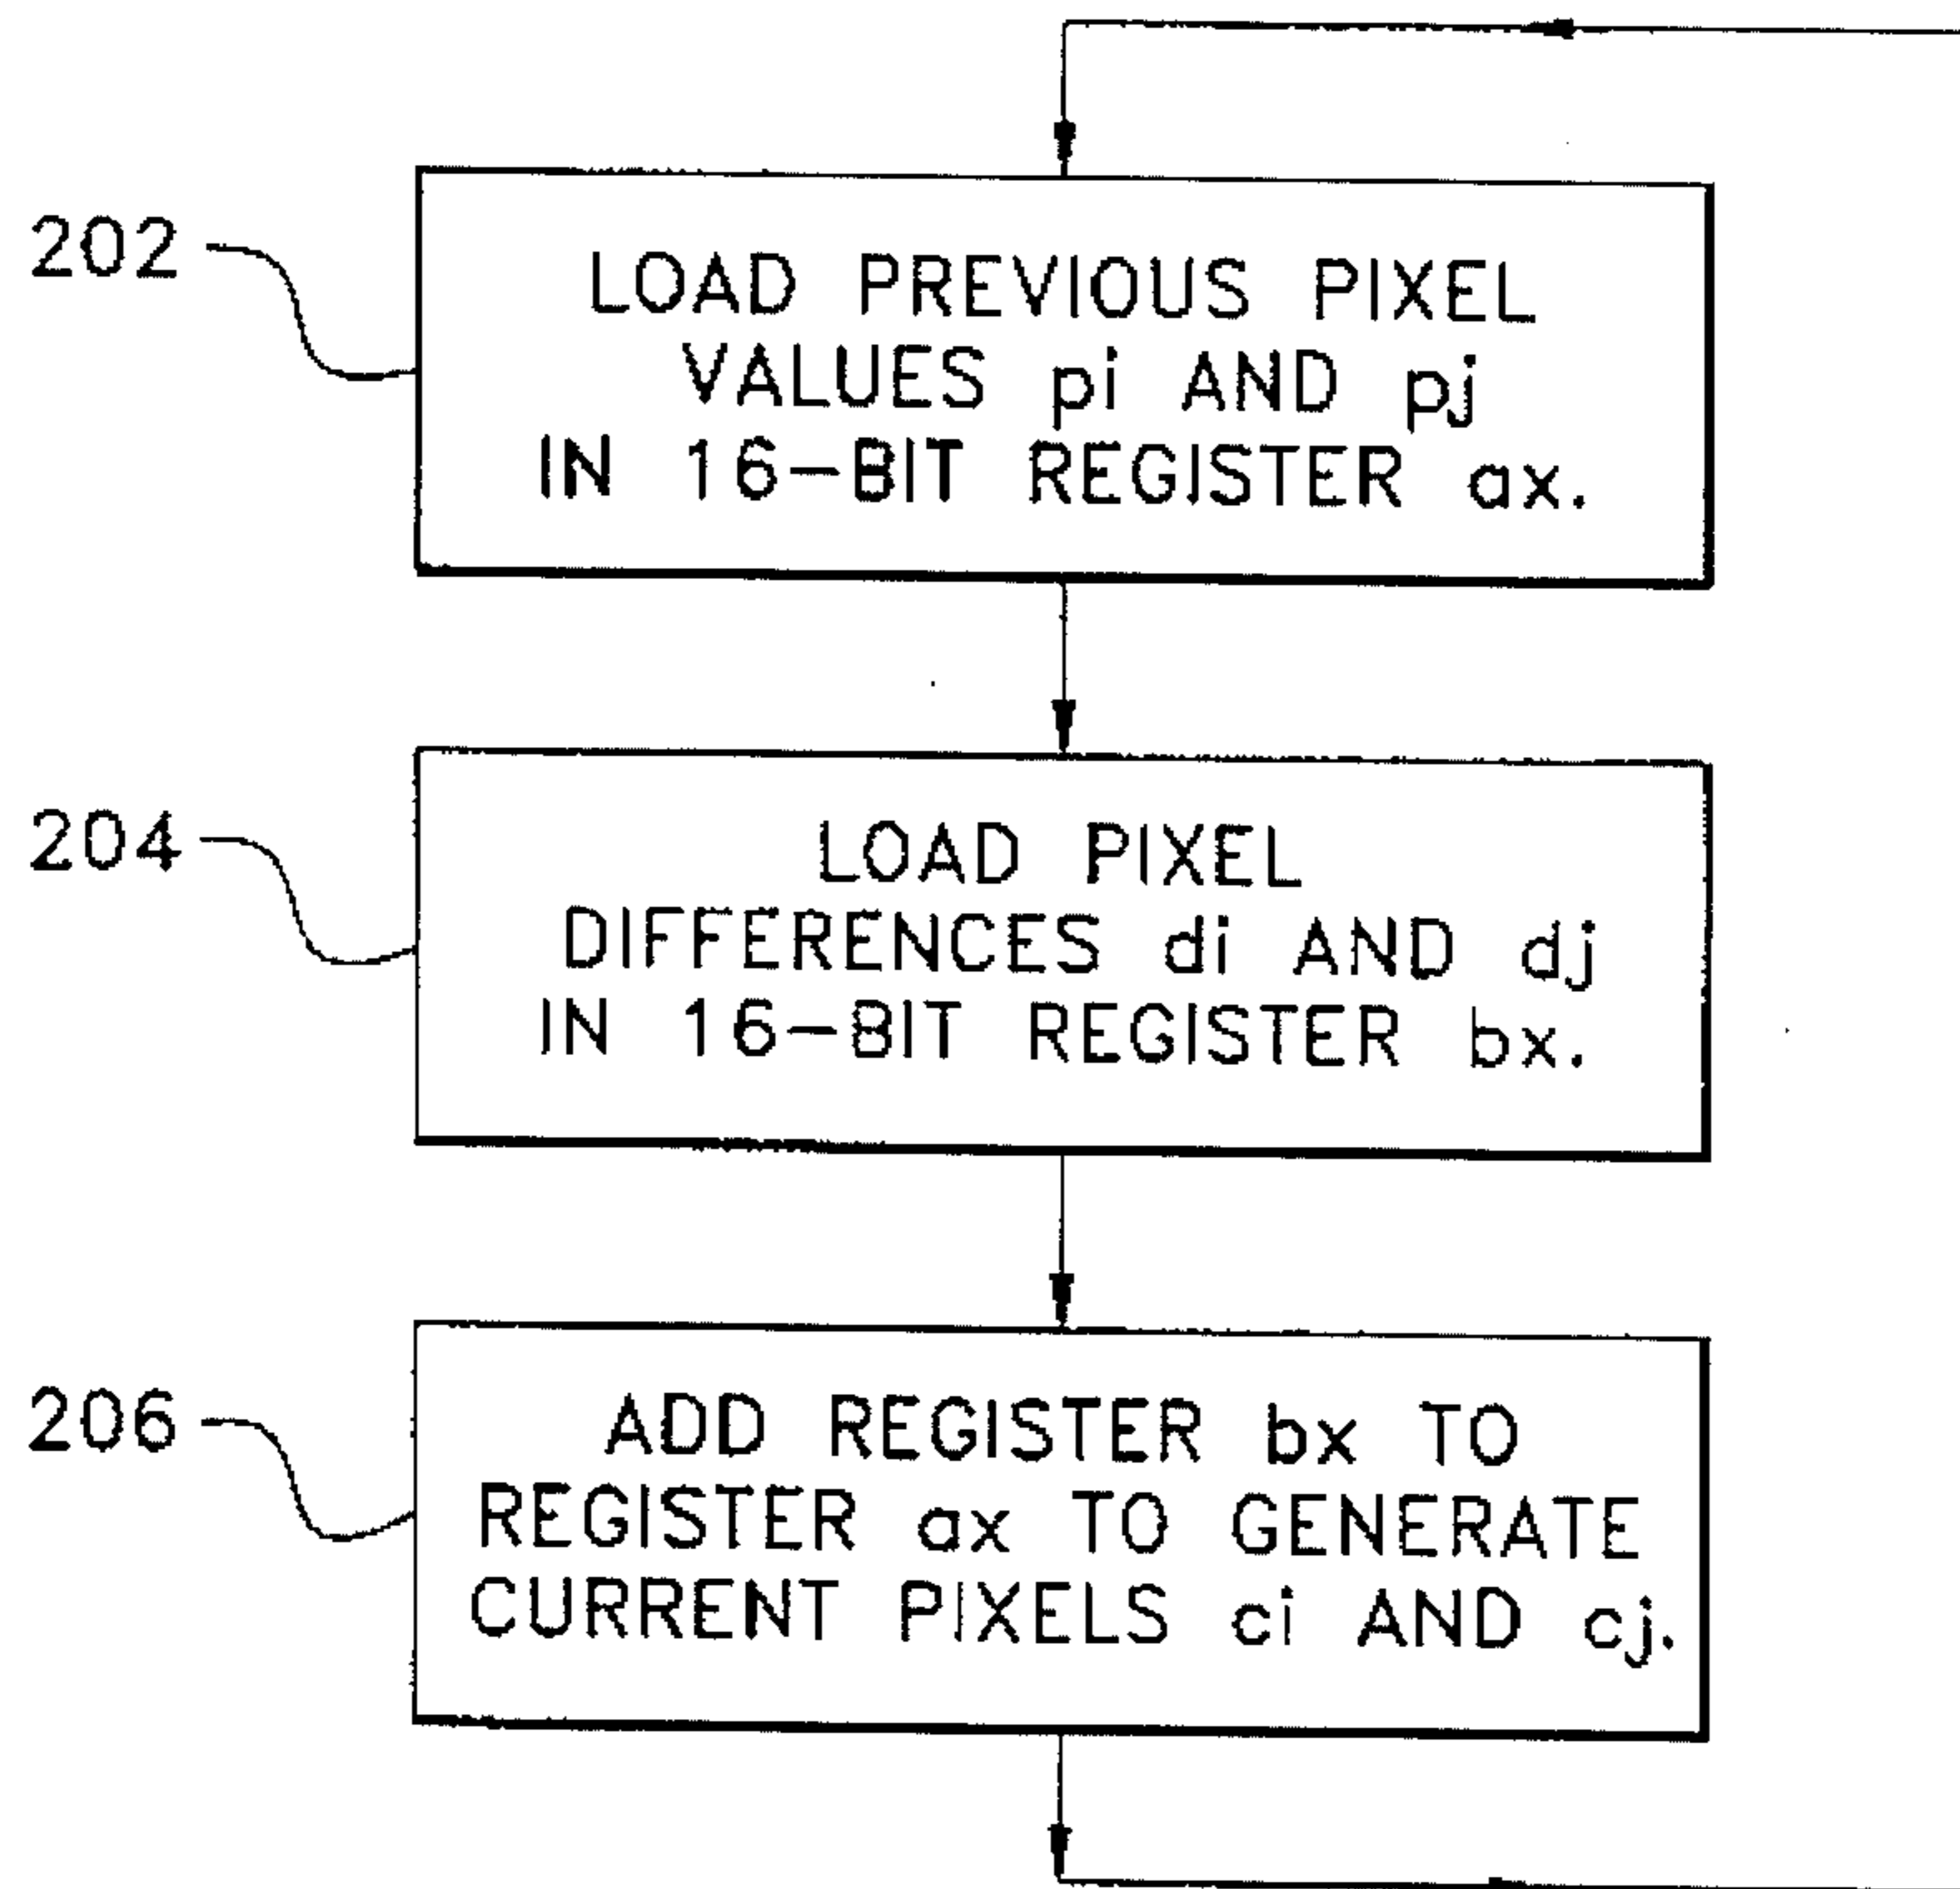 202
LOAD PREVIOUS PIXEL
VALUES pi AND pj
IN 16-BIT REGISTER ax.
204
LOAD PIXEL
DIFFERENCES di AND dj
IN 16-BIT REGISTER bx.
206
ADD REGISTER bx TO
REGISTER ax TO GENERATE
CURRENT PIXELS ci AND cj.